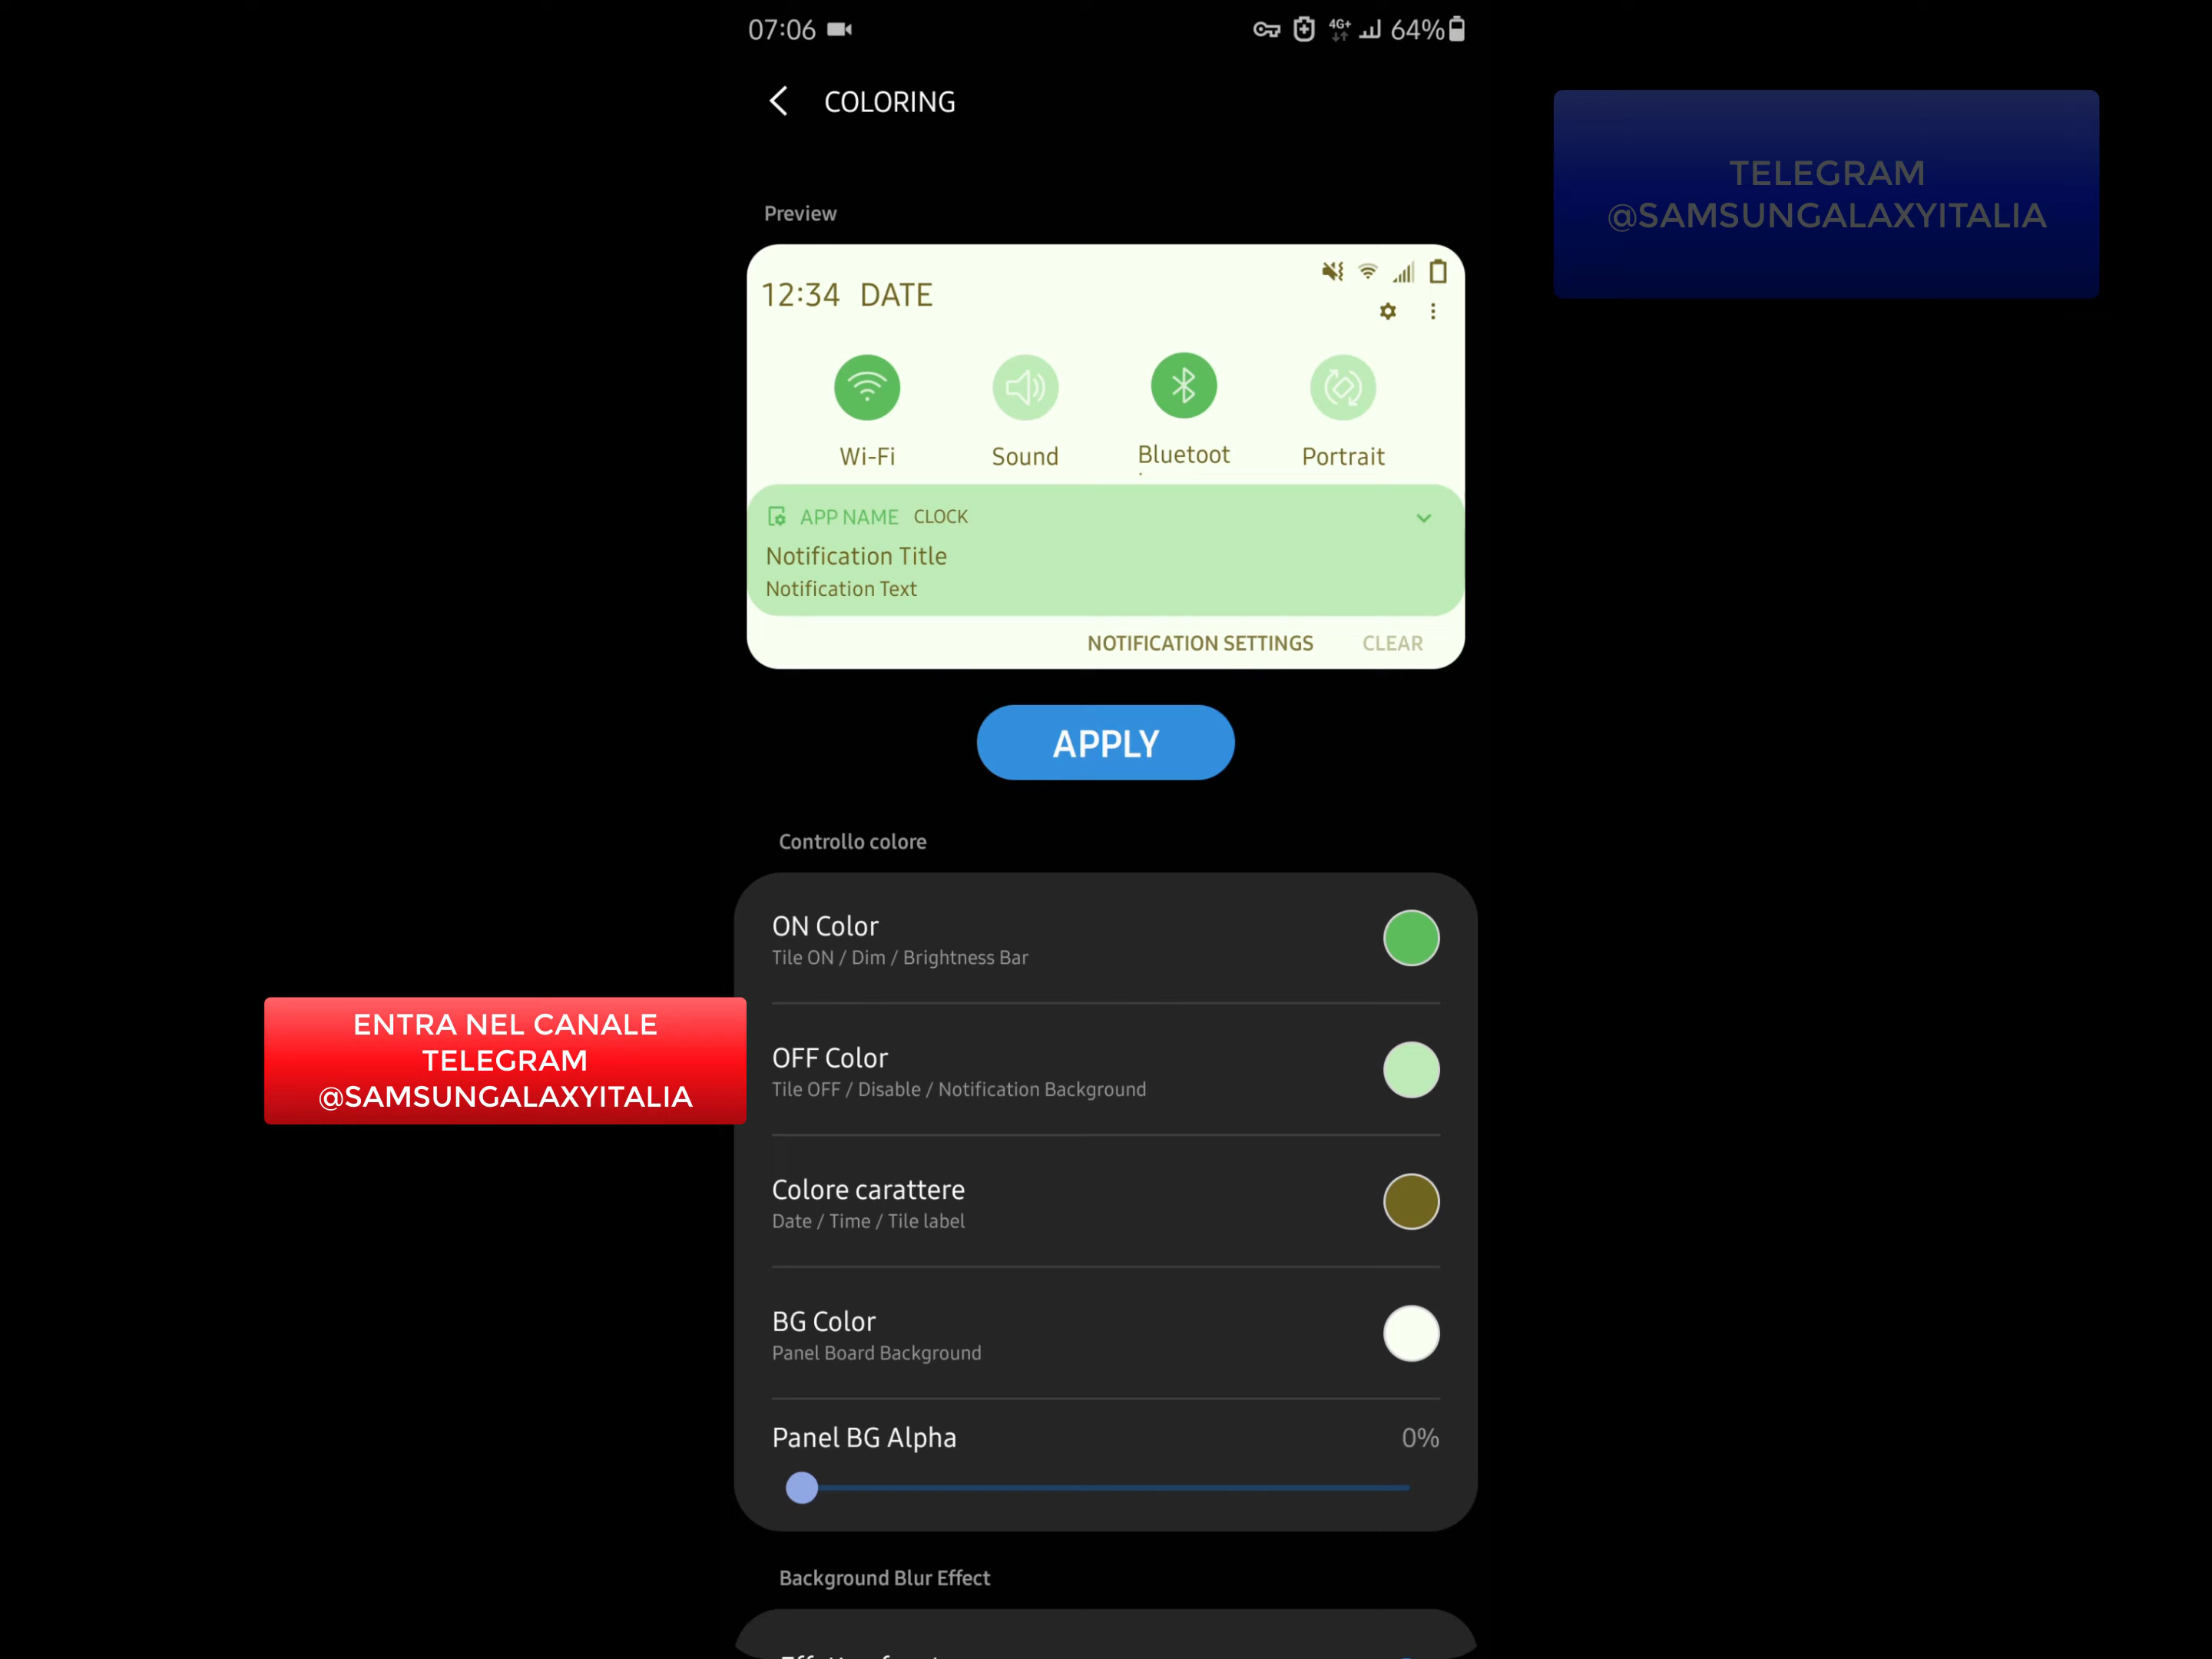 07:06
4G+
64%
COLORING
TELEGRAM
@SAMSUNGALAXYITALIA
Preview
12:34 DATE
Wi-Fi
Sound
Bluetoot
Portrait
APP NAME CLOCK
Notification Title
Notification Text
NOTIFICATION SETTINGS
CLEAR
APPLY
Controllo colore
ON Color
Tile ON / Dim / Brightness Bar
ENTRA NEL CANALE
TELEGRAM
@SAMSUNGALAXYITALIA
OFF Color
Tile OFF / Disable / Notification Background
Colore carattere
Date / Time / Tile label
BG Color
Panel Board Background
Panel BG Alpha
0%
Background Blur Effect